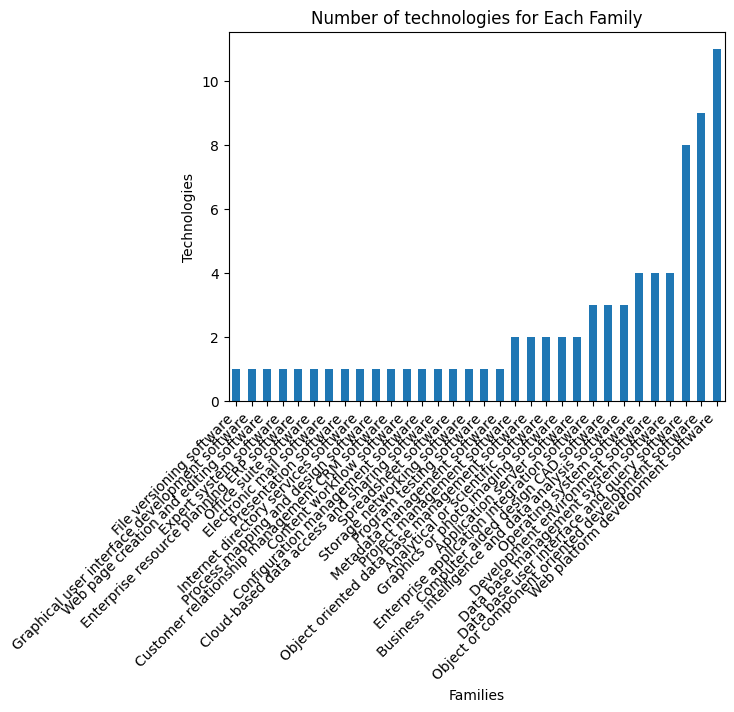 Number of technologies for Each Family
Technologies
10
8
6
4
2
0
File versioning software
Graphical user interface development software
Web page creation and editing software
Expert system software
Enterprise resource planning ERP software
Office suite software
Electronic mail software
Presentation software
Internet directory services software
Process mapping and design software
Customer relationship management CRM software
Content workflow software
Configuration management software
Cloud-based data access and sharing software
Spreadsheet software
Storage networking software
Program testing software
Metadata management software
Project management software
Object oriented data base management software
Analytical or scientific software
Graphics or photo imaging software
Application server software
Enterprise application integration software
Computer aided design CAD software
Business intelligence and data analysis software
Operating system software
Development environment software
Data base management system software
Data base user interface and query software
Object or component oriented development software
Web platform development software
Families